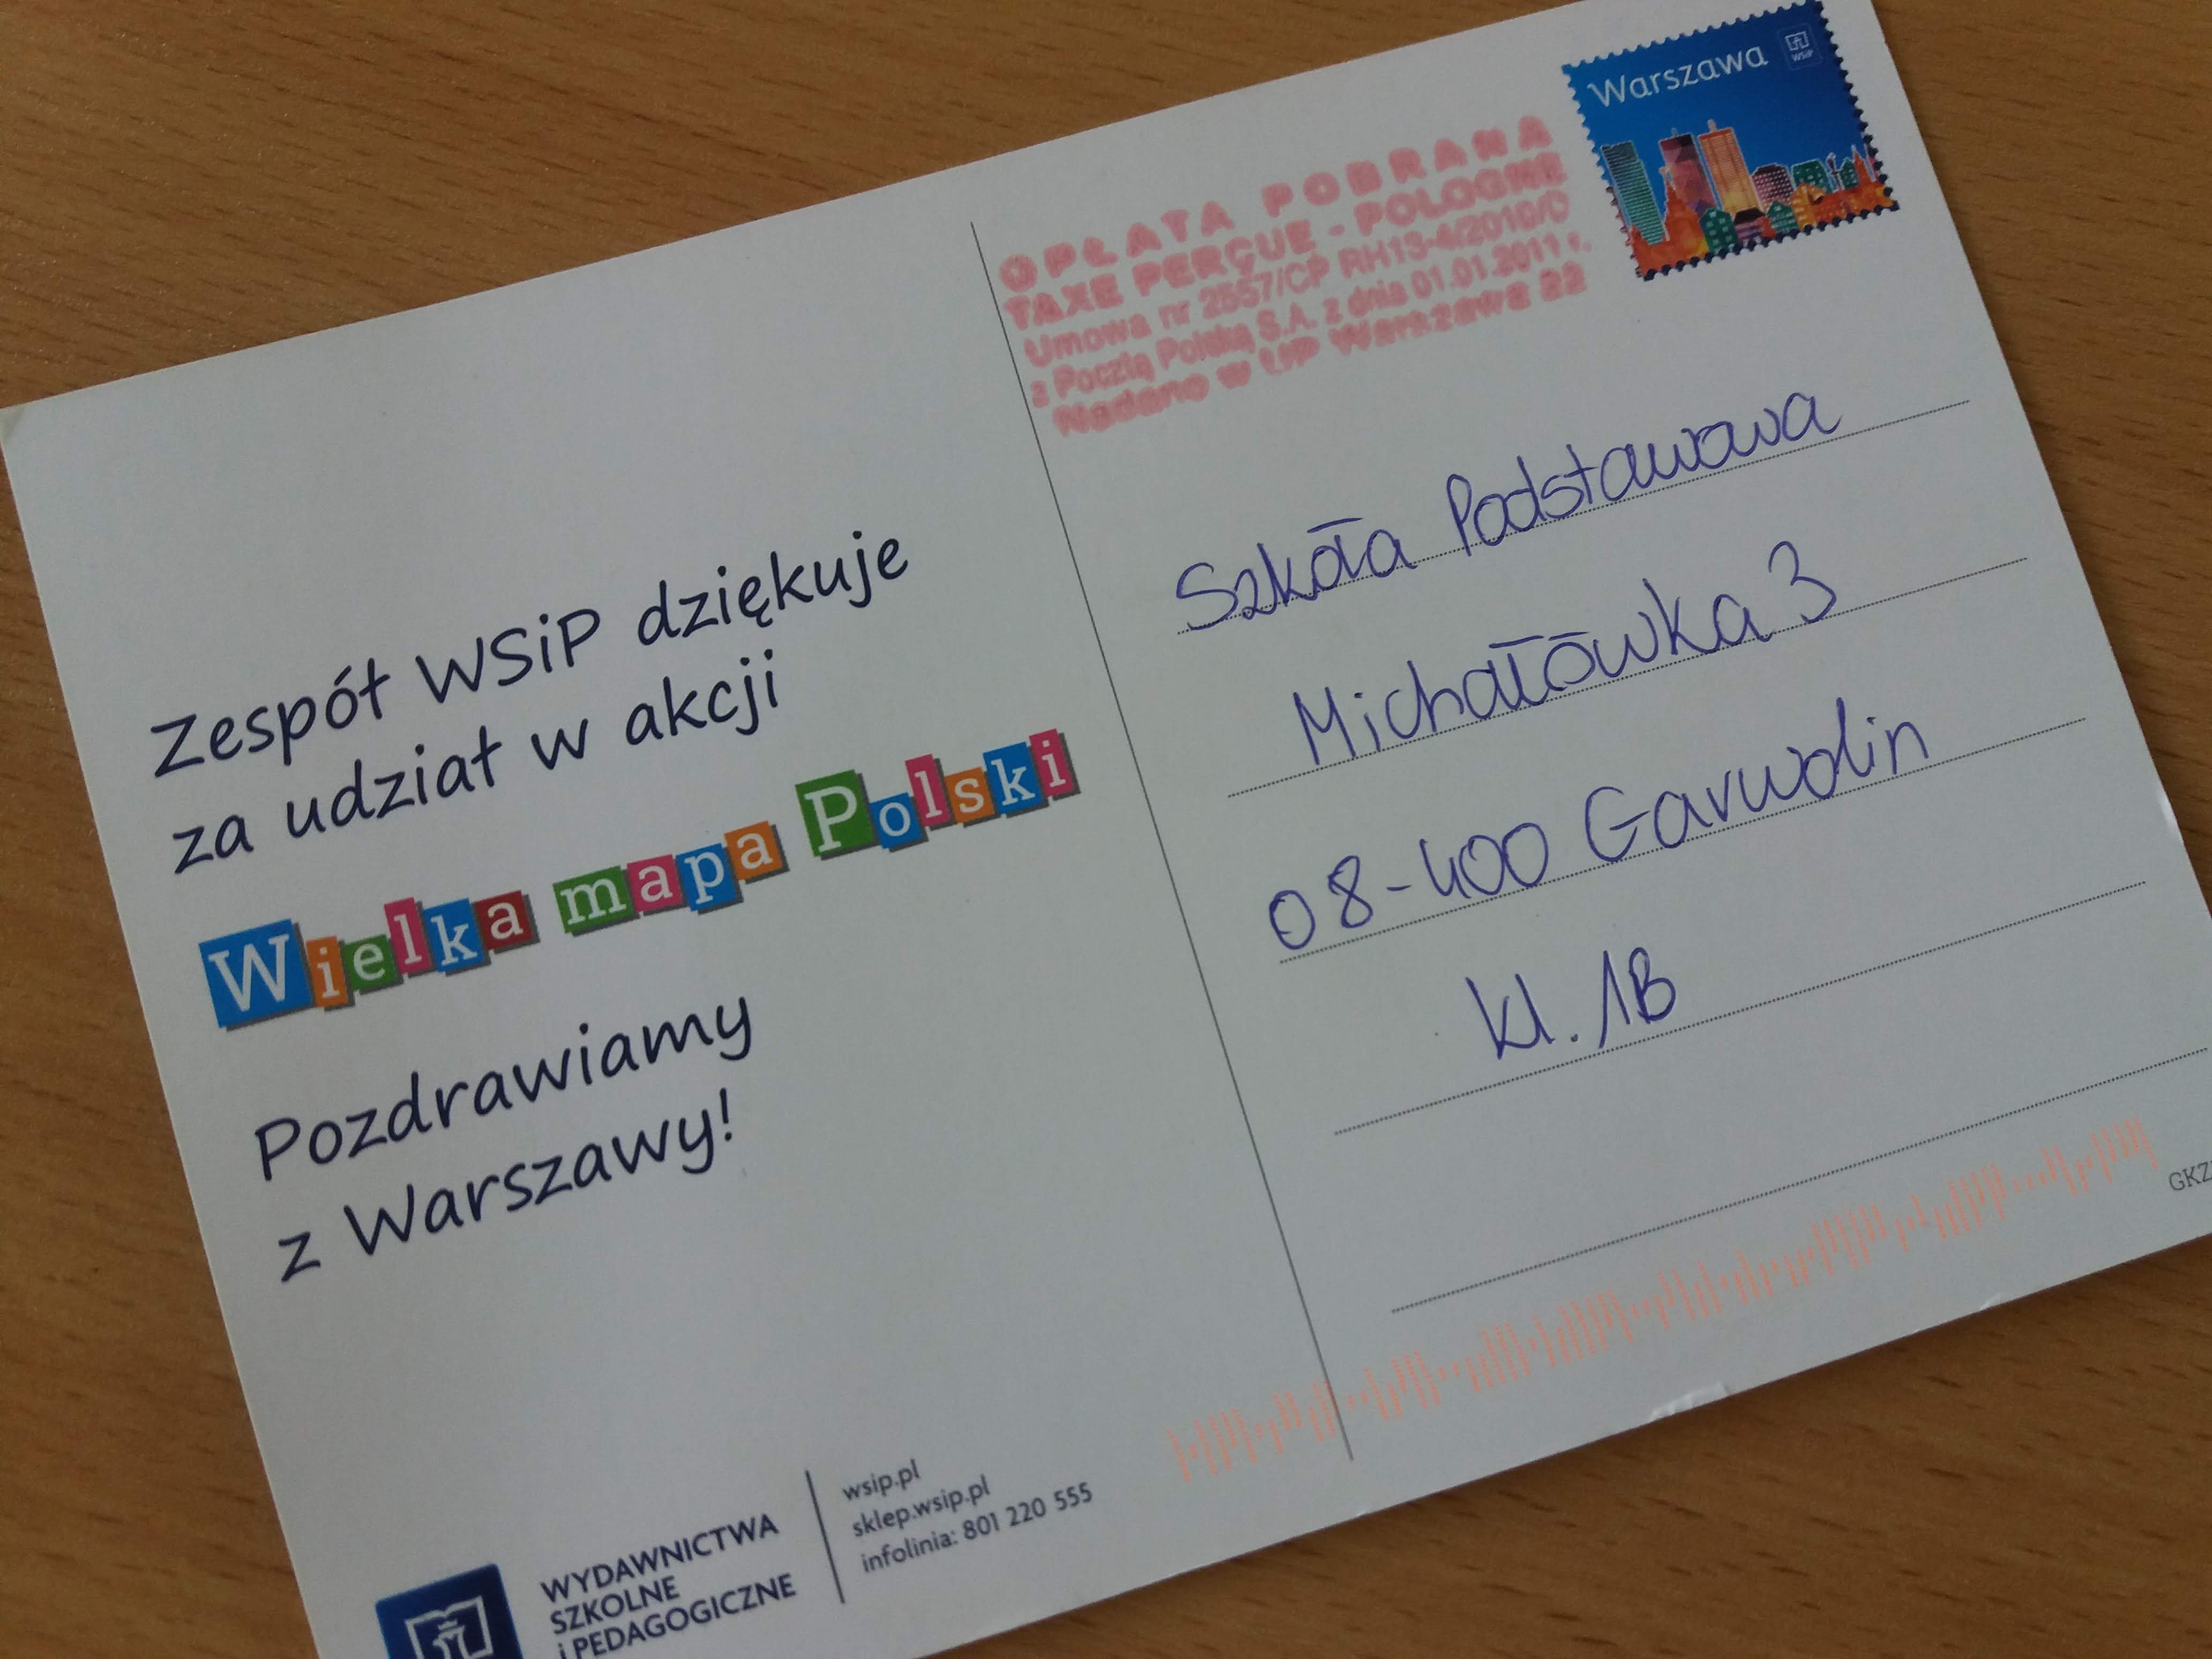 Zespół WSiP dziękuje
za udział w akcji
Wielka mapa Polski
Pozdrawiamy
z Warszawy!
WYDAWNICTWA
SZKOLNE
i PEDAGOGICZNE
wsip.pl
sklep.wsip.pl
infolinia: 801 220 555
Warszawa
WSiP
OPŁATA POBRANA
TAXE PERÇUE - POLOGNE
Umowa nr 2557/CP RH13-4/2010/D
z Pocztą Polską S.A. z dnia 01.01.2011 r.
Nadano w UP Warszawa 22
Szkoła Podstawowa
Michałówka 3
08-400 Garwolin
kl. 1B